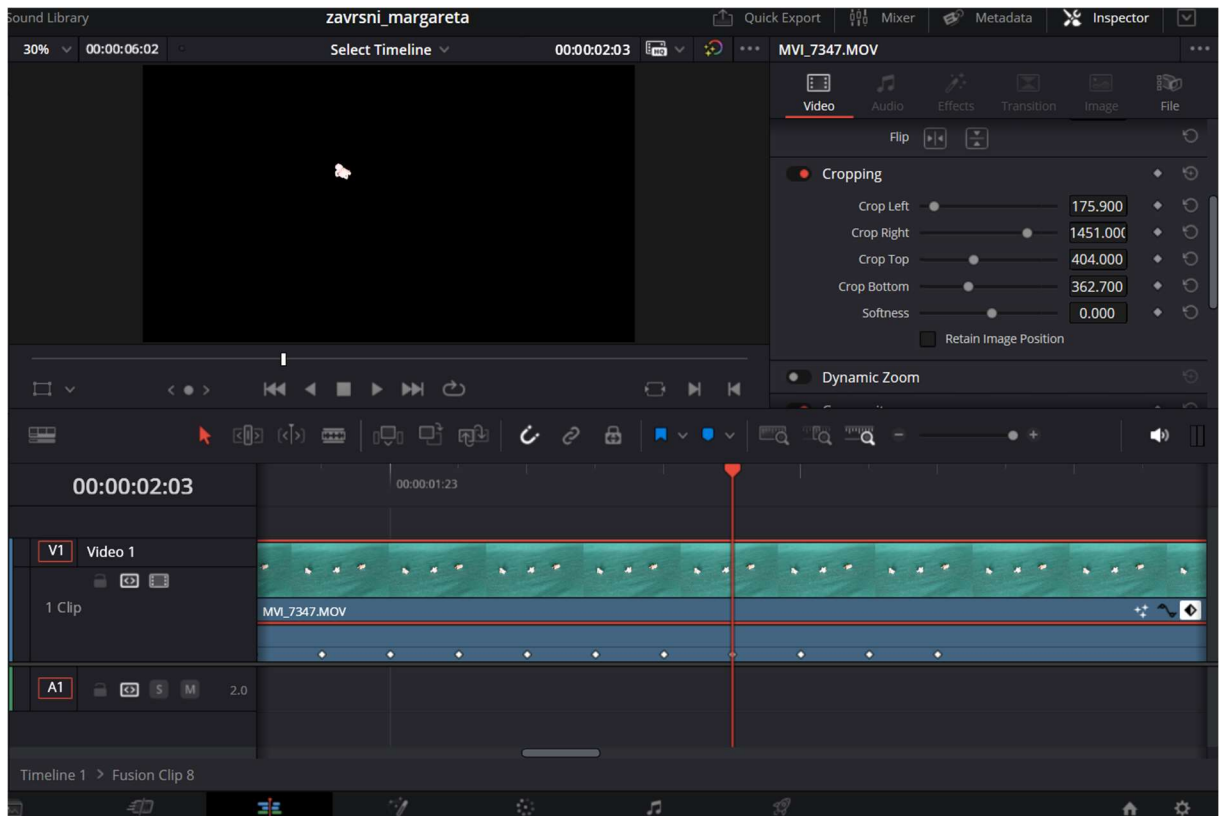 Sound Library
zavrsni_margareta
Quick Export
Mixer
Metadata
Inspector
30%
00:00:06:02
Select Timeline
00:00:02:03
HQ
MVI_7347.MOV
Video
Audio
Effects
Transition
Image
File
Flip
Cropping
Crop Left 175.900
Crop Right 1451.00
Crop Top 404.000
Crop Bottom 362.700
Softness 0.000
Retain Image Position
Dynamic Zoom
00:00:02:03
00:00:01:23
V1 Video 1
1 Clip
MVI_7347.MOV
A1 S M 2.0
Timeline 1 > Fusion Clip 8